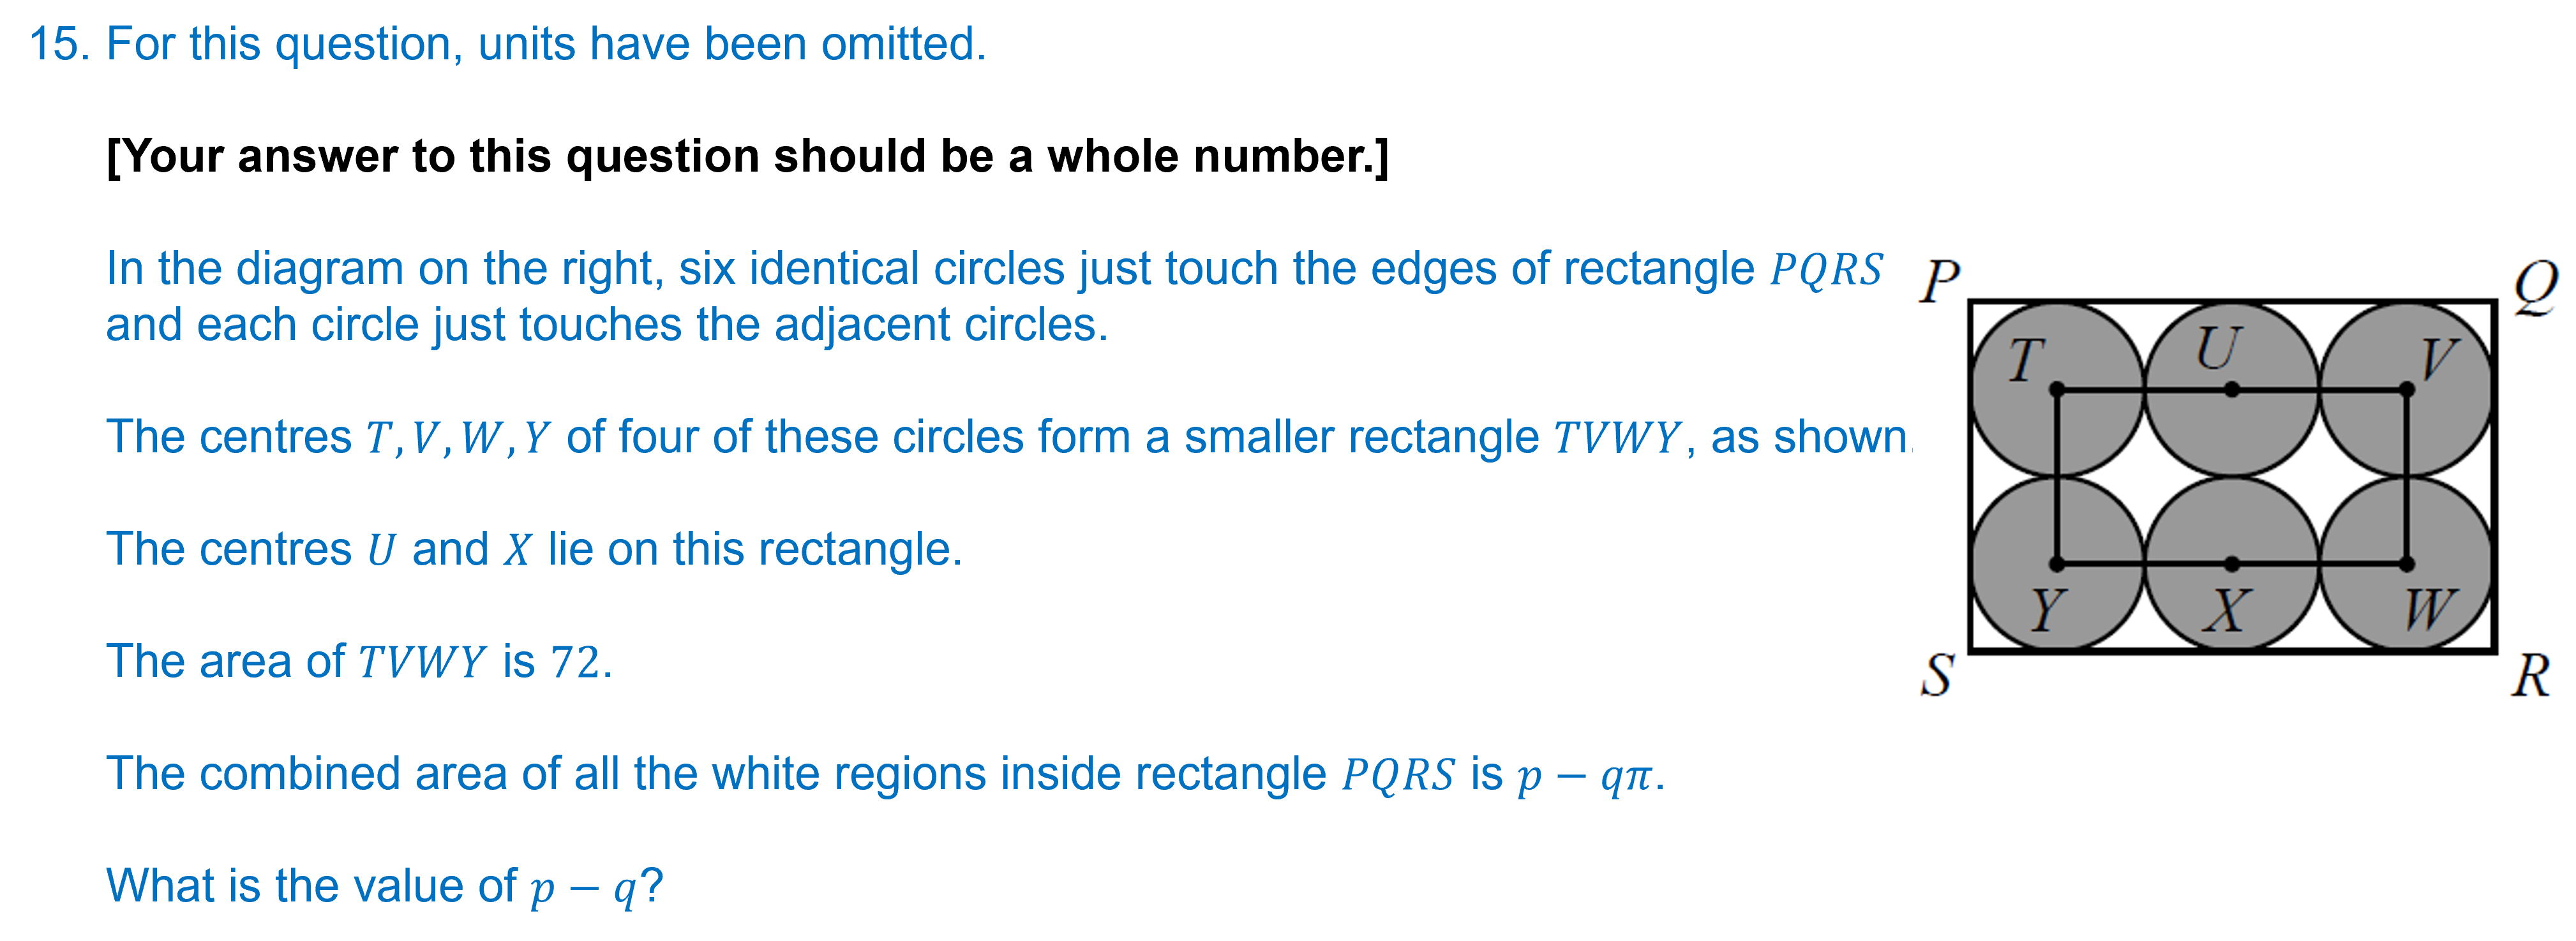 15. For this question, units have been omitted.
[Your answer to this question should be a whole number.]
In the diagram on the right, six identical circles just touch the edges of rectangle PQRS
and each circle just touches the adjacent circles.
The centres T, V, W, Y of four of these circles form a smaller rectangle TVWY, as shown.
The centres U and X lie on this rectangle.
The area of TVWY is 72.
The combined area of all the white regions inside rectangle PQRS is p − qπ.
What is the value of p − q?
P Q
T U V
Y X W
S R